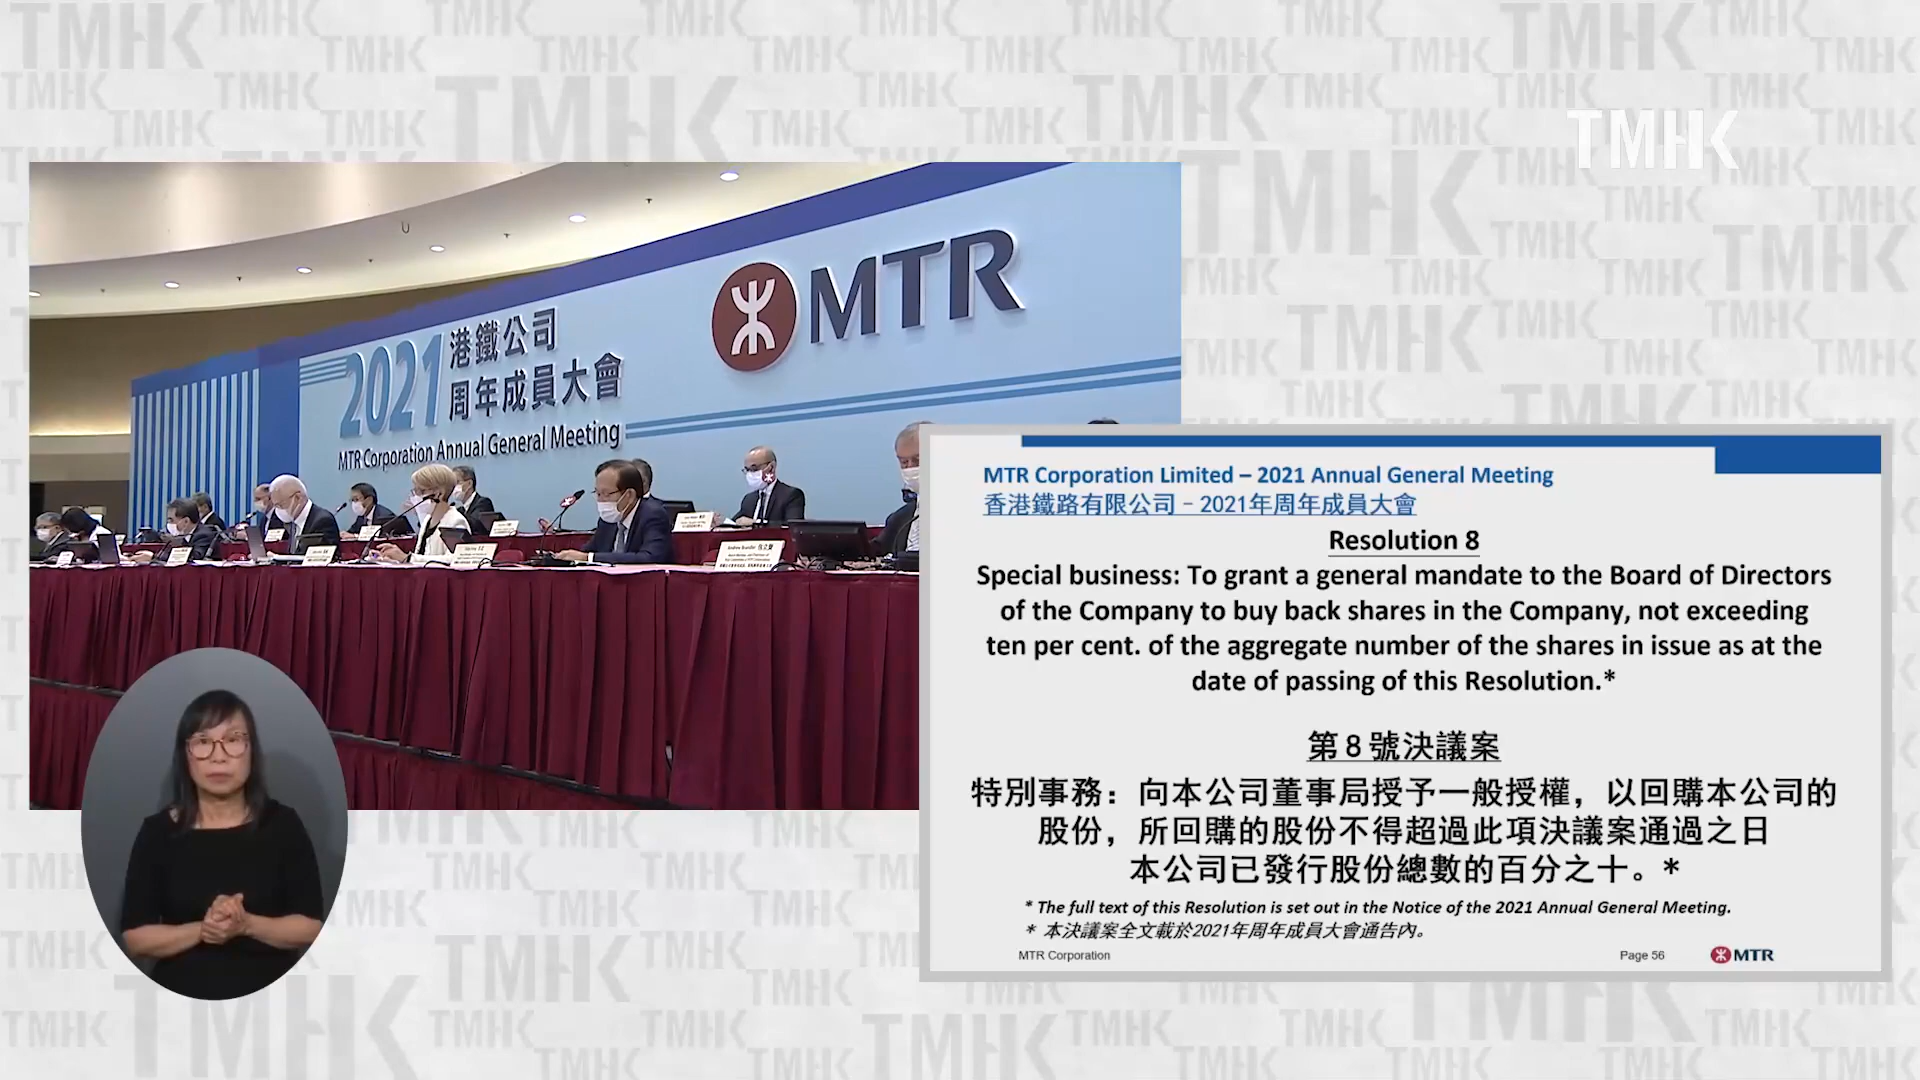 TMHK
MTR
2021
港鐵公司
周年成員大會
MTR Corporation Annual General Meeting
MTR Corporation Limited – 2021 Annual General Meeting
香港鐵路有限公司 – 2021年周年成員大會
Resolution 8
Special business: To grant a general mandate to the Board of Directors
of the Company to buy back shares in the Company, not exceeding
ten per cent. of the aggregate number of the shares in issue as at the
date of passing of this Resolution.*
第 8 號決議案
特別事務：向本公司董事局授予一般授權，以回購本公司的
股份，所回購的股份不得超過此項決議案通過之日
本公司已發行股份總數的百分之十。*
* The full text of this Resolution is set out in the Notice of the 2021 Annual General Meeting.
* 本決議案全文載於2021年周年成員大會通告內。
MTR Corporation
Page 56
MTR